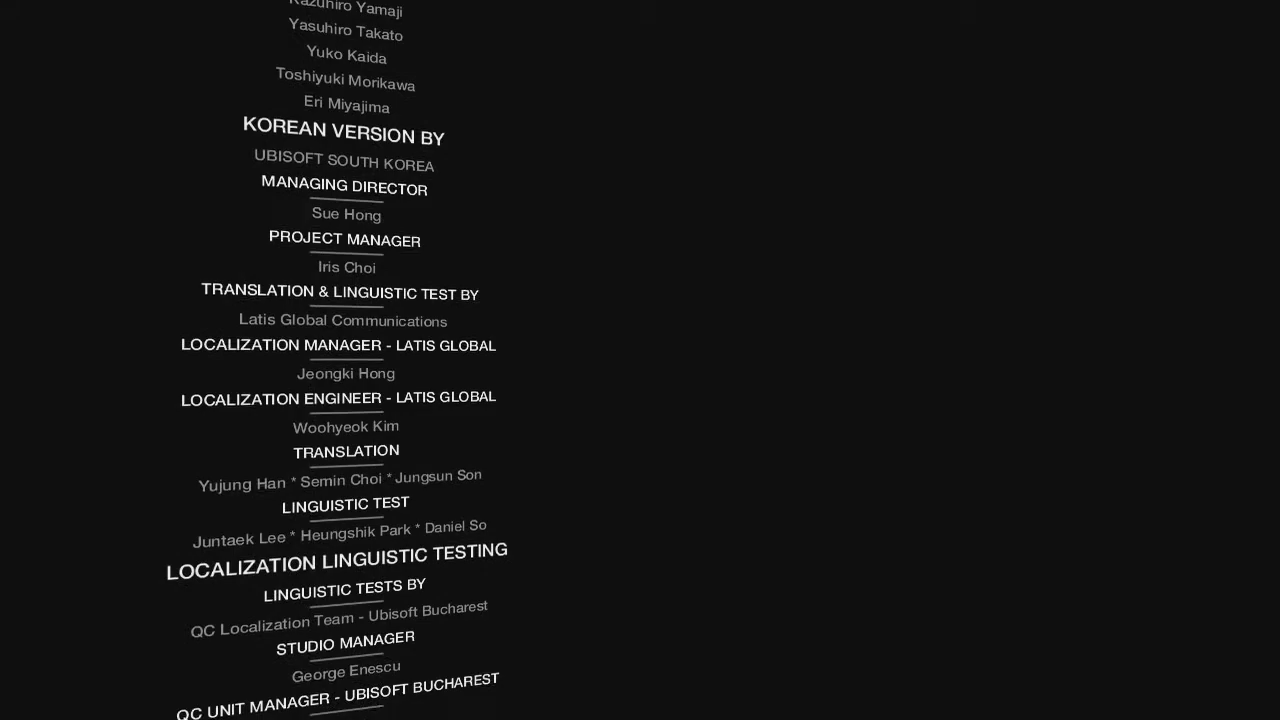 Kazuhiro Yamaji
Yasuhiro Takato
Yuko Kaida
Toshiyuki Morikawa
Eri Miyajima
KOREAN VERSION BY
UBISOFT SOUTH KOREA
MANAGING DIRECTOR
Sue Hong
PROJECT MANAGER
Iris Choi
TRANSLATION & LINGUISTIC TEST BY
Latis Global Communications
LOCALIZATION MANAGER - LATIS GLOBAL
Jeongki Hong
LOCALIZATION ENGINEER - LATIS GLOBAL
Woohyeok Kim
TRANSLATION
Yujung Han * Semin Choi * Jungsun Son
LINGUISTIC TEST
Juntaek Lee * Heungshik Park * Daniel So
LOCALIZATION LINGUISTIC TESTING
LINGUISTIC TESTS BY
QC Localization Team - Ubisoft Bucharest
STUDIO MANAGER
George Enescu
QC UNIT MANAGER - UBISOFT BUCHAREST